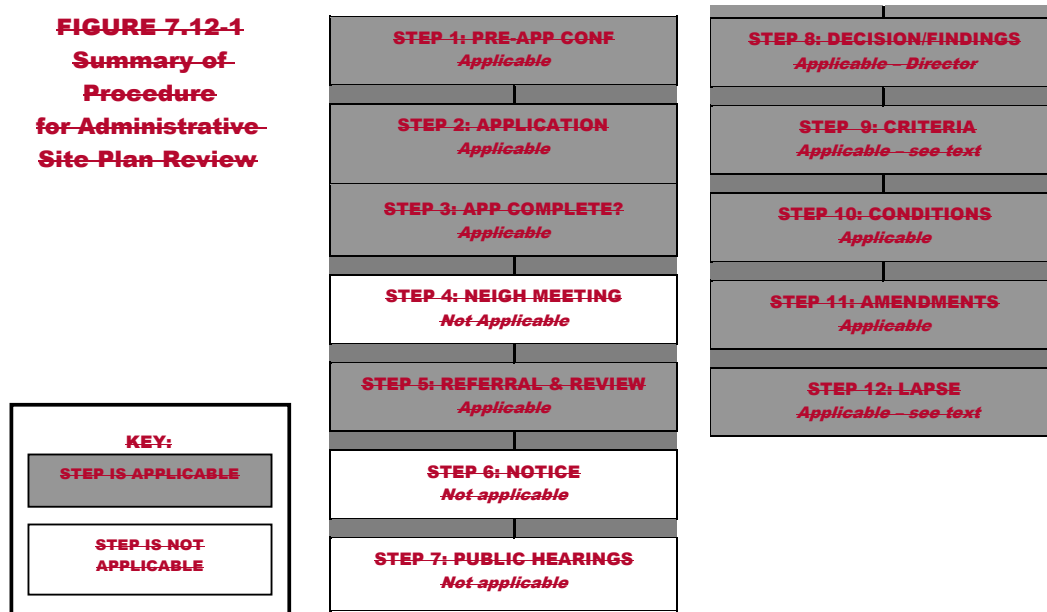 FIGURE 7.12-1
Summary of
Procedure
for Administrative
Site Plan Review
KEY:
STEP IS APPLICABLE
STEP IS NOT
APPLICABLE
STEP 1: PRE-APP CONF
Applicable
STEP 2: APPLICATION
Applicable
STEP 3: APP COMPLETE?
Applicable
STEP 4: NEIGH MEETING
Not Applicable
STEP 5: REFERRAL & REVIEW
Applicable
STEP 6: NOTICE
Not applicable
STEP 7: PUBLIC HEARINGS
Not applicable
STEP 8: DECISION/FINDINGS
Applicable – Director
STEP 9: CRITERIA
Applicable – see text
STEP 10: CONDITIONS
Applicable
STEP 11: AMENDMENTS
Applicable
STEP 12: LAPSE
Applicable – see text